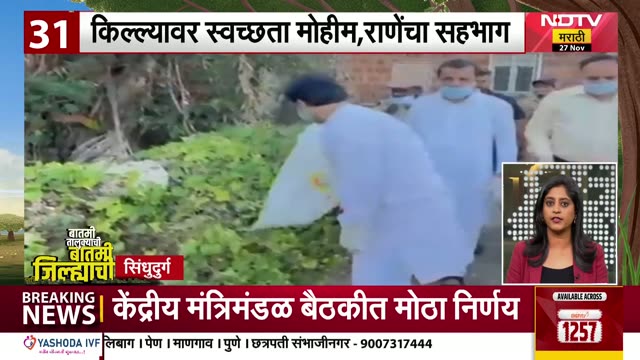 31
किल्ल्यावर स्वच्छता मोहीम,राणेंचा सहभाग
NDTV
मराठी
27 Nov
बातमी
तालुक्याची
बातमी
जिल्ह्याची
सिंधुदुर्ग
BREAKING NEWS
केंद्रीय मंत्रिमंडळ बैठकीत मोठा निर्णय
AVAILABLE ACROSS
1257
YASHODA IVF
लिबाग । पेण । माणगाव । पुणे । छत्रपती संभाजीनगर - 9007317444